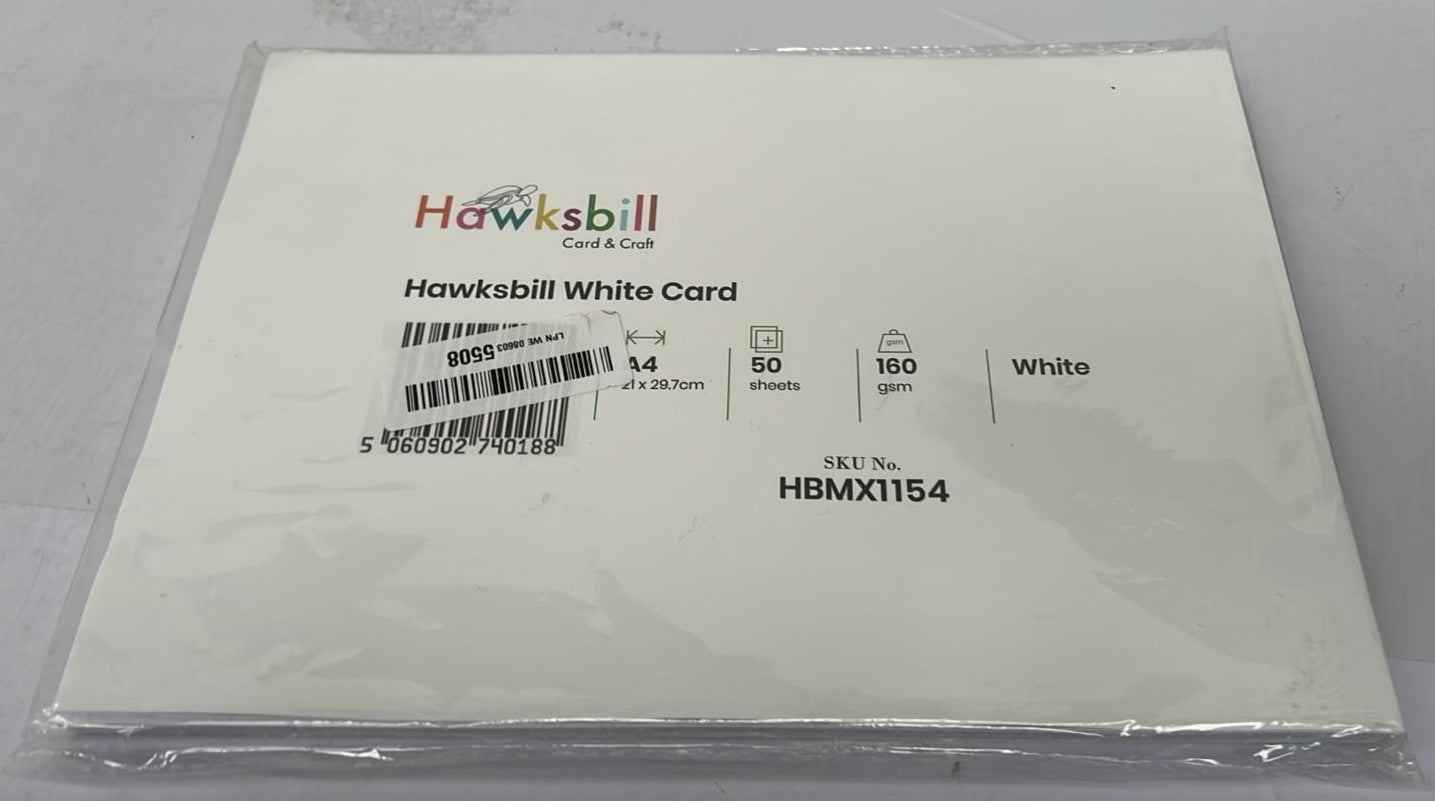 Hawksbill
Card & Craft
Hawksbill White Card
LPN WE 08603 5508
A4
21 x 29.7cm
50
sheets
gsm
160
gsm
White
5 060902 740188
SKU No.
HBMX1154